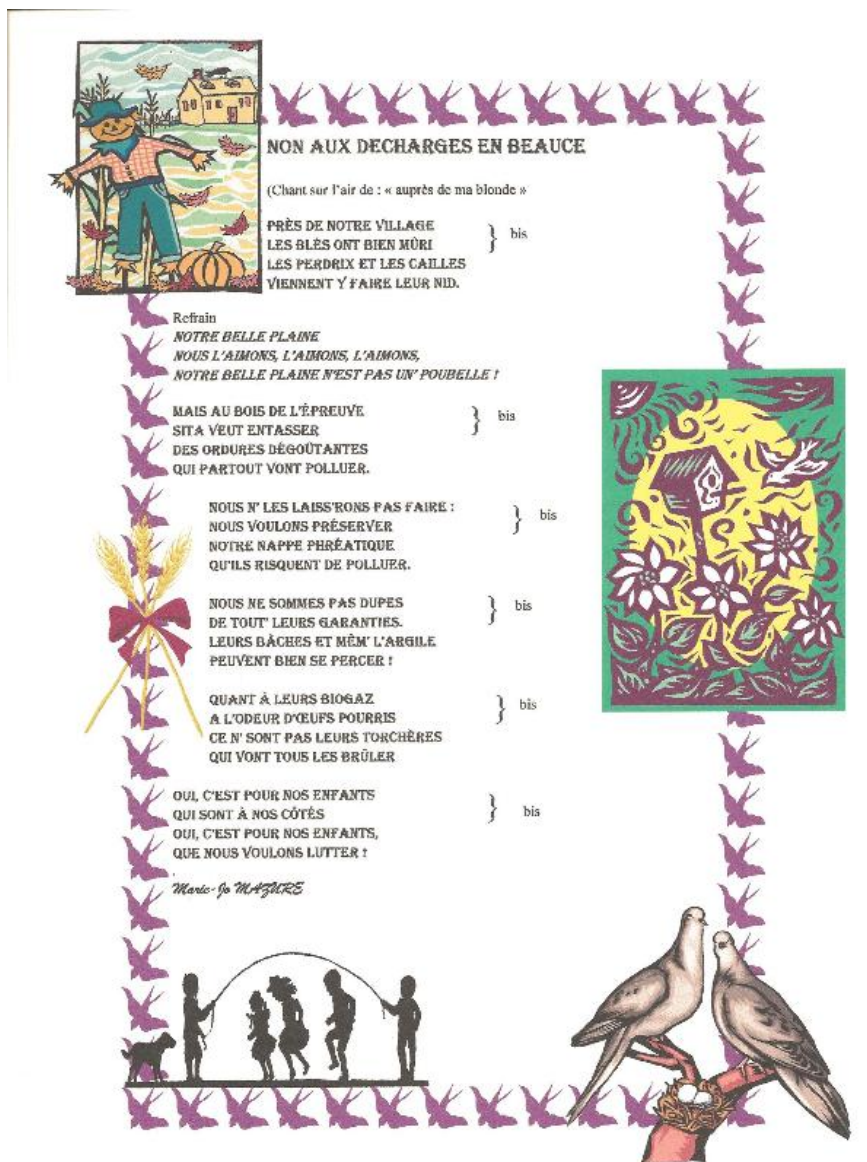 NON AUX DECHARGES EN BEAUCE
(Chant sur l'air de : « auprès de ma blonde »
PRÈS DE NOTRE VILLAGE
LES BLÉS ONT BIEN MÛRI
} bis
LES PERDRIX ET LES CAILLES
VIENNENT Y FAIRE LEUR NID.
Refrain
NOTRE BELLE PLAINE
NOUS L'AIMONS, L'AIMONS, L'AIMONS,
NOTRE BELLE PLAINE N'EST PAS UN' POUBELLE !
MAIS AU BOIS DE L'ÉPREUVE
SITA VEUT ENTASSER
} bis
DES ORDURES DÉGOÛTANTES
QUI PARTOUT VONT POLLUER.
NOUS N' LES LAISS'RONS PAS FAIRE :
NOUS VOULONS PRÉSERVER
} bis
NOTRE NAPPE PHRÉATIQUE
QU'ILS RISQUENT DE POLLUER.
NOUS NE SOMMES PAS DUPES
DE TOUT' LEURS GARANTIES.
} bis
LEURS BÂCHES ET MÊM' L'ARGILE
PEUVENT BIEN SE PERCER !
QUANT À LEURS BIOGAZ
A L'ODEUR D'ŒUFS POURRIS
} bis
CE N' SONT PAS LEURS TORCHÈRES
QUI VONT TOUS LES BRÛLER
OUI, C'EST POUR NOS ENFANTS
QUI SONT À NOS CÔTÉS
} bis
OUI, C'EST POUR NOS ENFANTS,
QUE NOUS VOULONS LUTTER !
Marie-Jo MAZURE